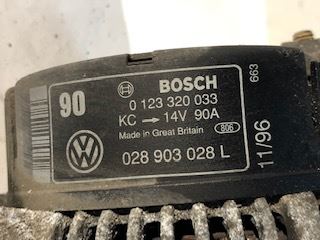 90
BOSCH
0 123 320 033
KC → 14V 90A
Made in Great Britain 806
028 903 028 L
663
11/96